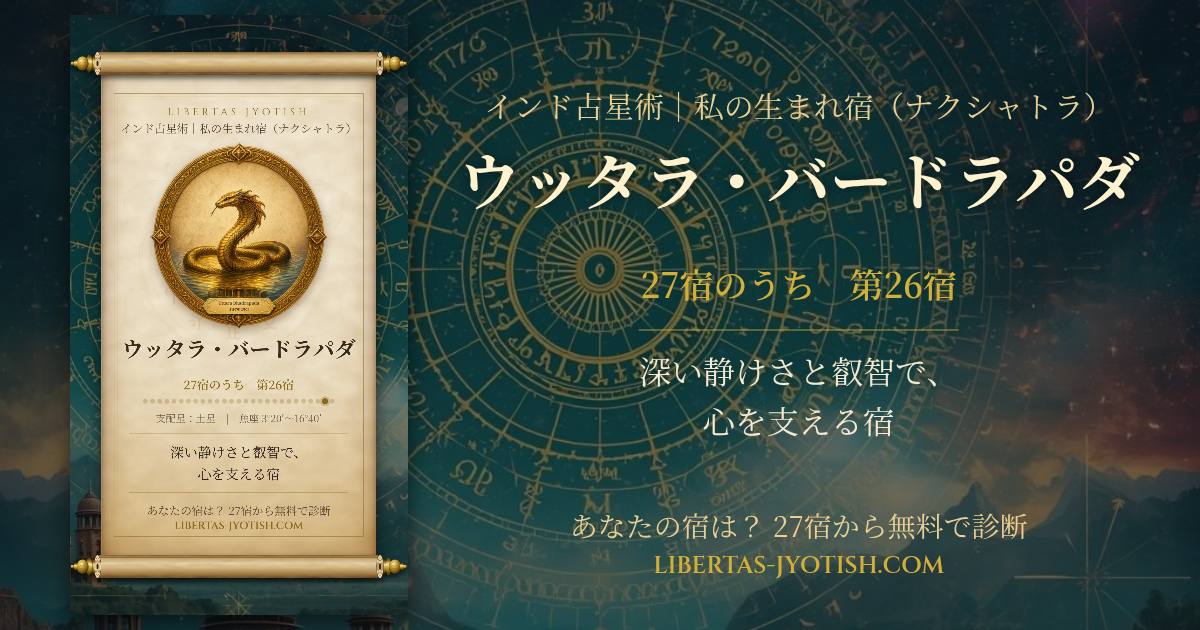 LIBERTAS JYOTISH
インド占星術｜私の生まれ宿（ナクシャトラ）
Uttara Bhadrapada
ウッタラ・バードラパダ
27宿のうち　第26宿
支配星：土星　|　魚座 3°20'〜16°40'
深い静けさと叡智で、
心を支える宿
あなたの宿は？ 27宿から無料で診断
LIBERTAS-JYOTISH.COM
インド占星術｜私の生まれ宿（ナクシャトラ）
ウッタラ・バードラパダ
27宿のうち　第26宿
深い静けさと叡智で、
心を支える宿
あなたの宿は？ 27宿から無料で診断
LIBERTAS-JYOTISH.COM